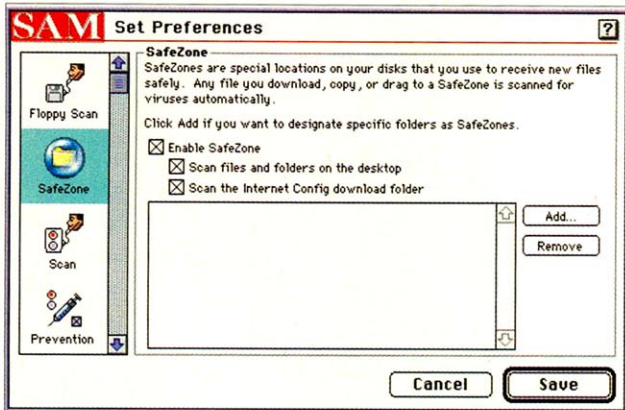 SAM Set Preferences ?
Floppy Scan
SafeZone
Scan
Prevention
SafeZone
SafeZones are special locations on your disks that you use to receive new files
safely. Any file you download, copy, or drag to a SafeZone is scanned for
viruses automatically.
Click Add if you want to designate specific folders as SafeZones.
Enable SafeZone
Scan files and folders on the desktop
Scan the Internet Config download folder
Add...
Remove
Cancel
Save